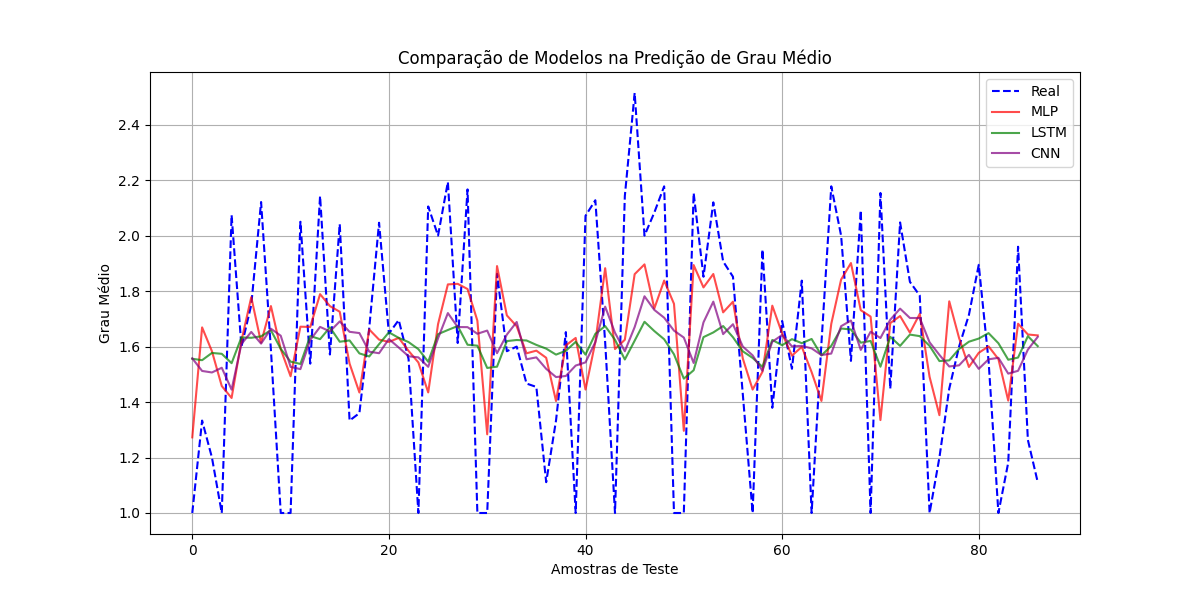 Comparação de Modelos na Predição de Grau Médio
Real
MLP
LSTM
CNN
Grau Médio
2.4
2.2
2.0
1.8
1.6
1.4
1.2
1.0
0
20
40
60
80
Amostras de Teste